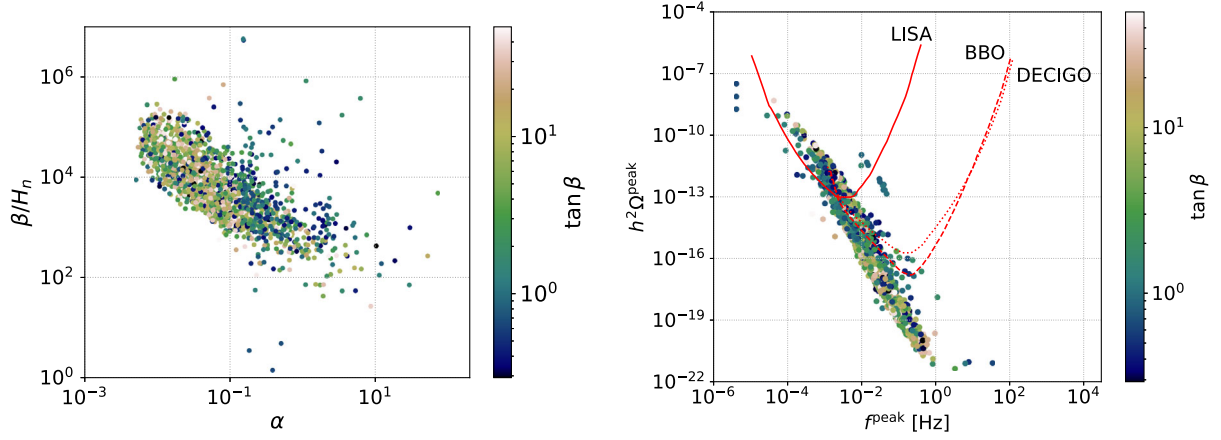 10^6
10^4
10^2
10^0
β/H_n
10^{-3}
10^{-1}
10^1
α
10^1
10^0
tan β
10^{-4}
10^{-7}
10^{-10}
10^{-13}
10^{-16}
10^{-19}
10^{-22}
h^2Ω^{peak}
LISA
BBO
DECIGO
10^{-6}
10^{-4}
10^{-2}
10^0
10^2
10^4
f^{peak} [Hz]
10^1
10^0
tan β